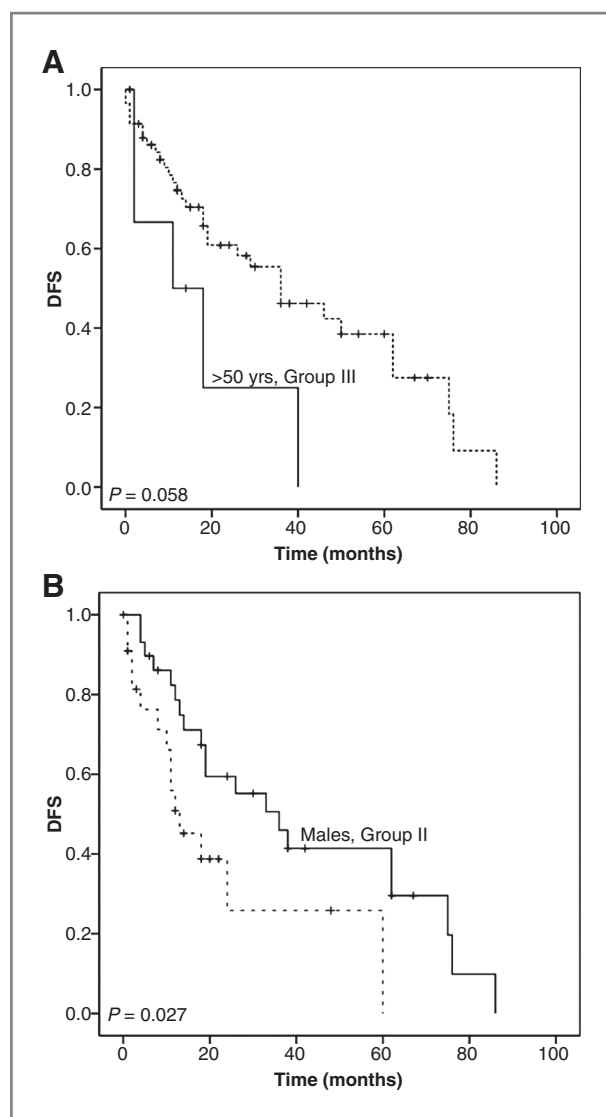 A
1.0
0.8
0.6
0.4
0.2
0.0
DFS
>50 yrs, Group III
P = 0.058
0 20 40 60 80 100
Time (months)
B
1.0
0.8
0.6
0.4
0.2
0.0
DFS
Males, Group II
P = 0.027
0 20 40 60 80 100
Time (months)